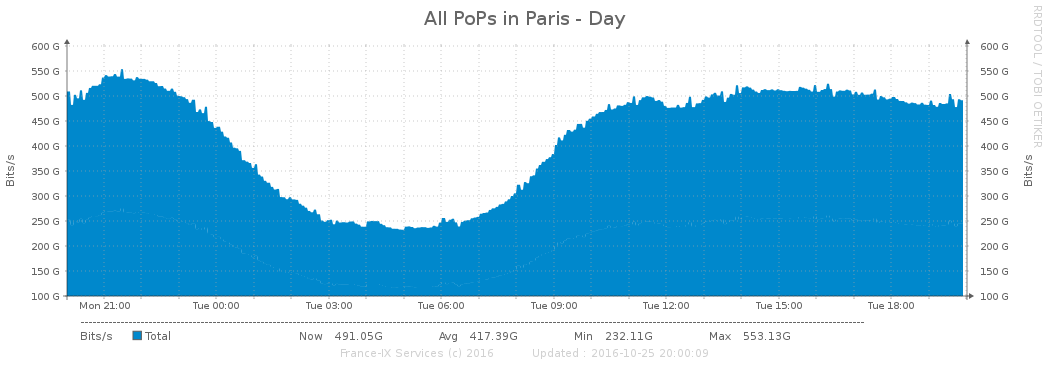 All PoPs in Paris - Day
RRDTOOL / TOBI OETIKER
600 G 600 G
550 G 550 G
500 G 500 G
450 G 450 G
400 G 400 G
350 G 350 G
300 G 300 G
250 G 250 G
200 G 200 G
150 G 150 G
100 G 100 G
Bits/s
Bits/s
Mon 21:00 Tue 00:00 Tue 03:00 Tue 06:00 Tue 09:00 Tue 12:00 Tue 15:00 Tue 18:00
Bits/s Total Now 491.05G Avg 417.39G Min 232.11G Max 553.13G
France-IX Services (c) 2016 Updated : 2016-10-25 20:00:09